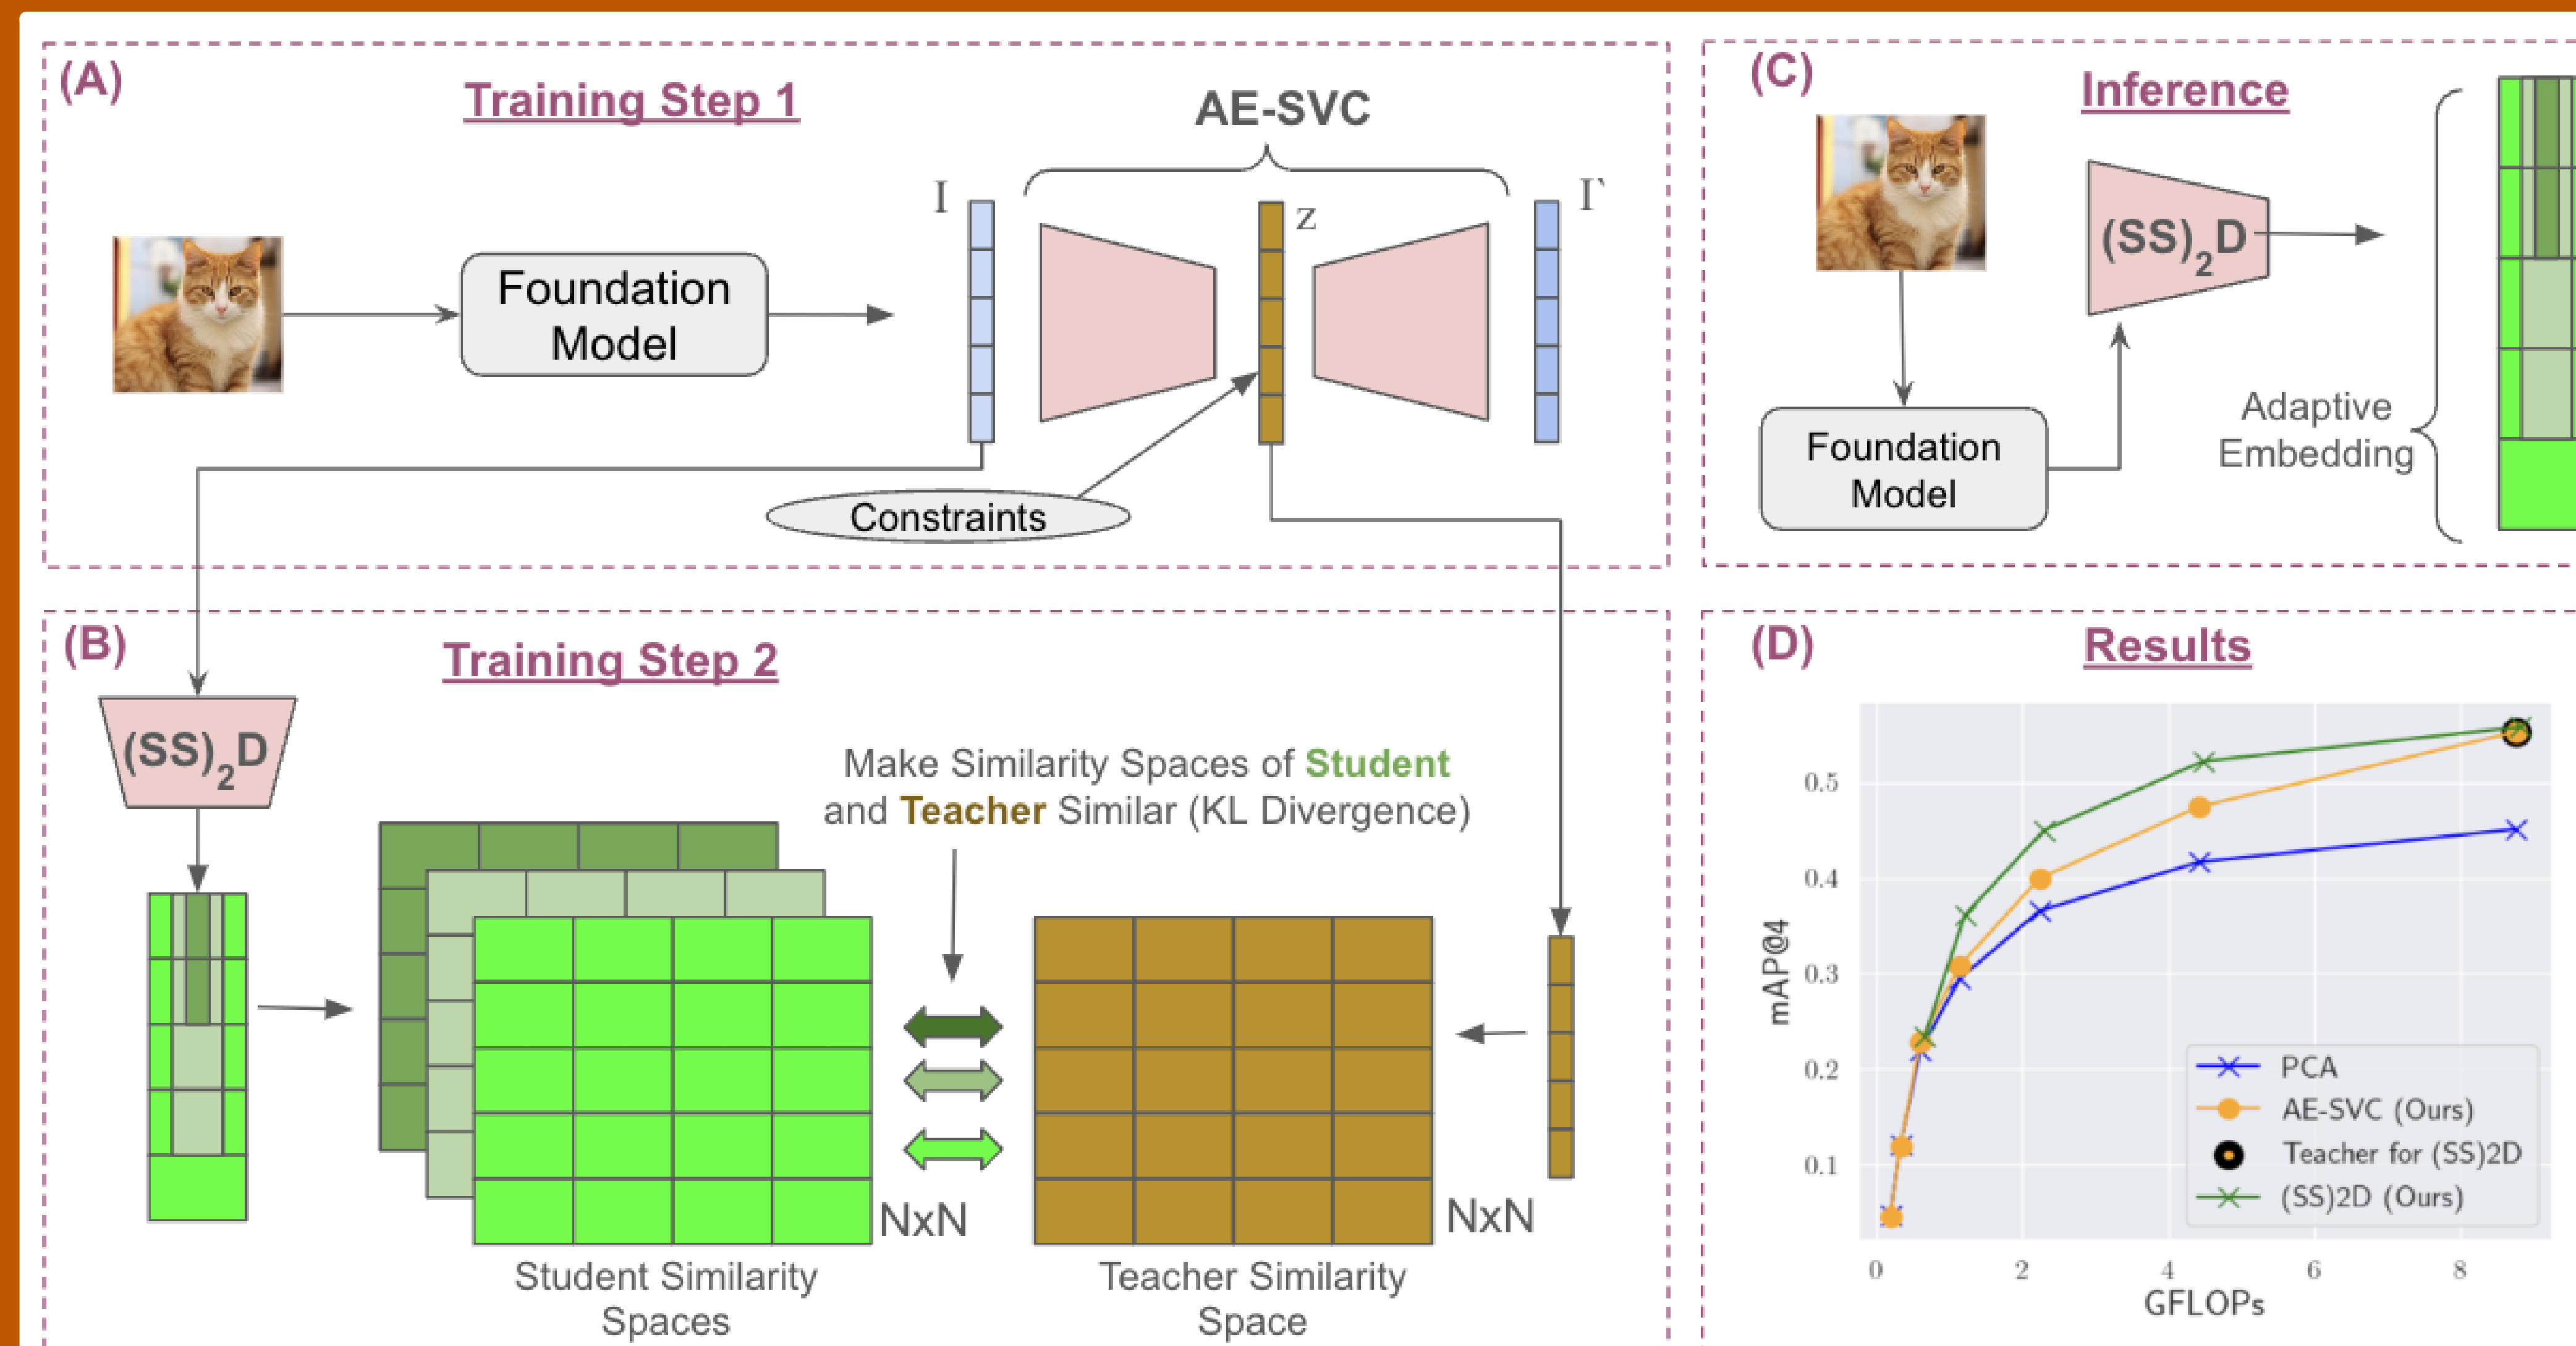 (A)
Training Step 1
AE-SVC
I
z
I`
Foundation
Model
Constraints
(B)
Training Step 2
(SS)2D
Make Similarity Spaces of Student
and Teacher Similar (KL Divergence)
NxN
NxN
Student Similarity
Spaces
Teacher Similarity
Space
(C)
Inference
(SS)2D
Foundation
Model
Adaptive
Embedding
(D)
Results
mAP@4
0.5
0.4
0.3
0.2
0.1
PCA
AE-SVC (Ours)
Teacher for (SS)2D
(SS)2D (Ours)
0 2 4 6 8
GFLOPs